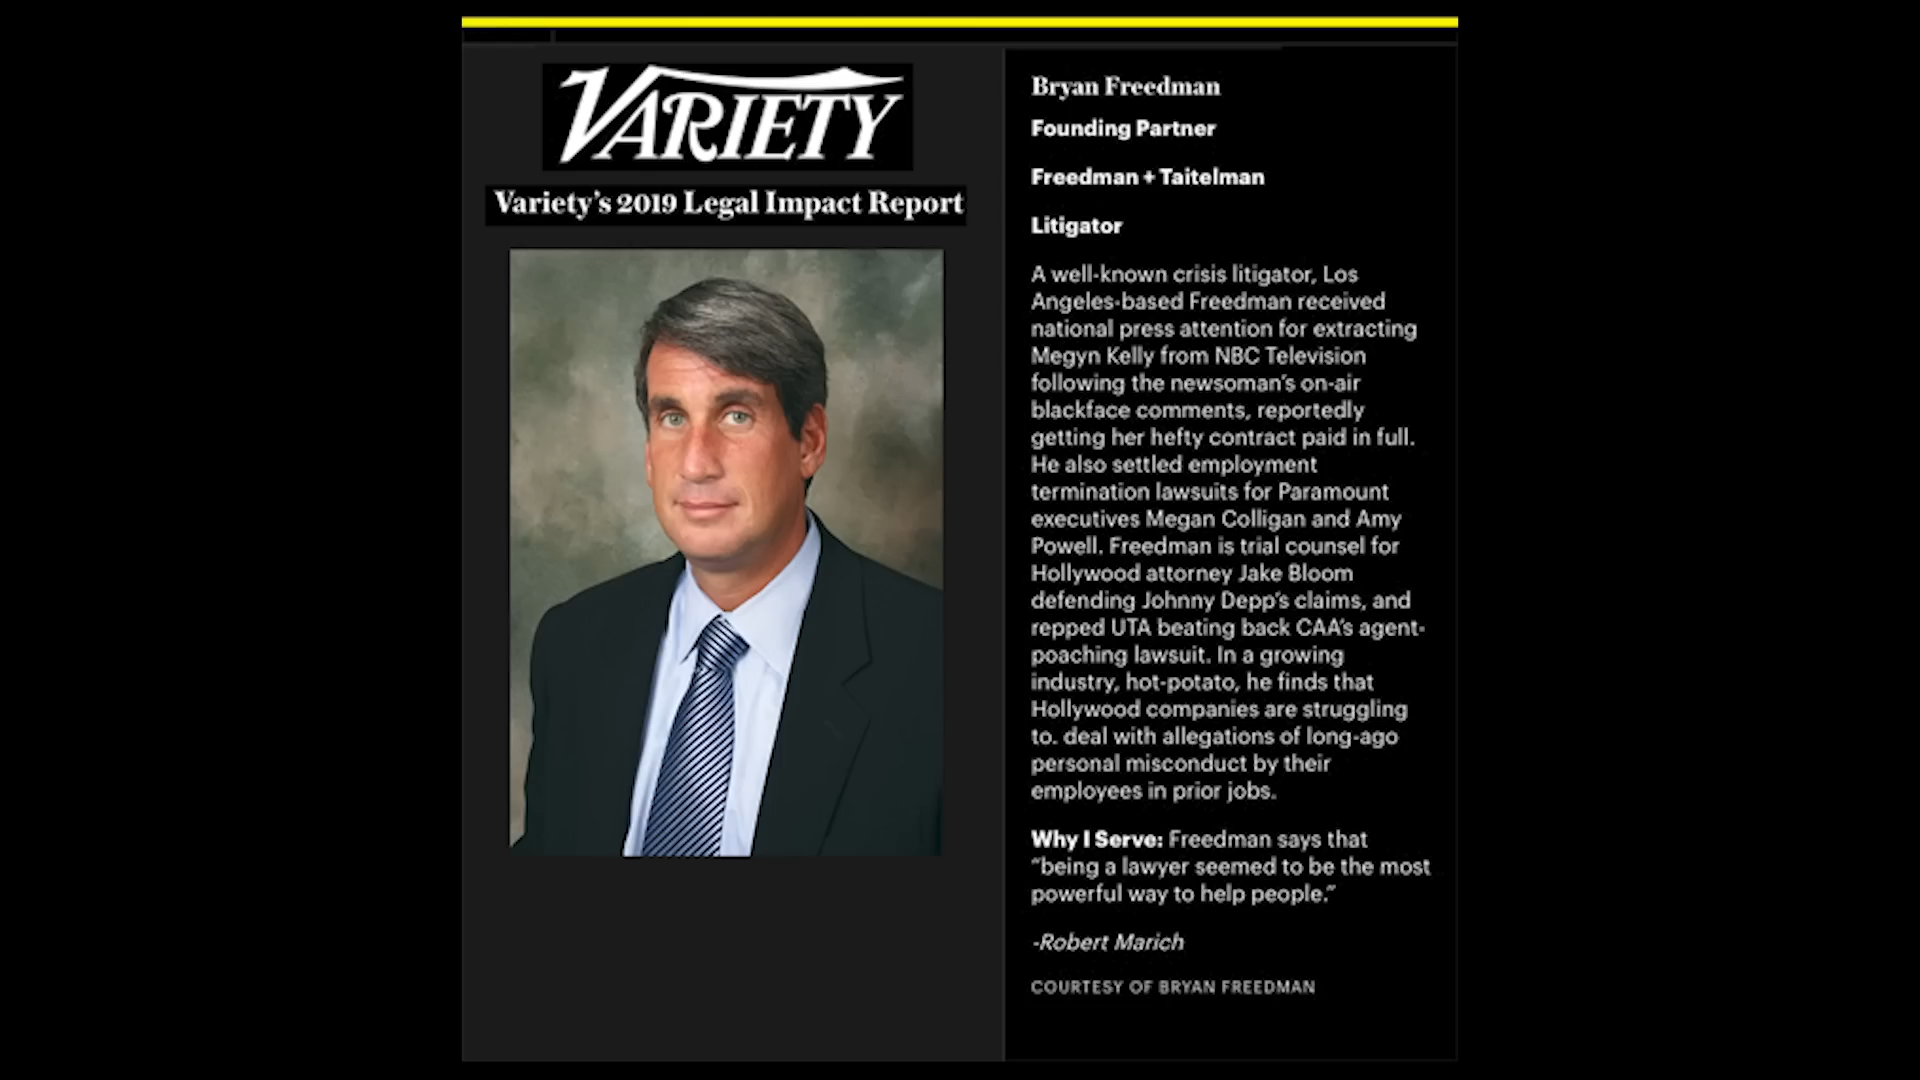 VARIETY
Variety's 2019 Legal Impact Report
Bryan Freedman
Founding Partner
Freedman + Taitelman
Litigator
A well-known crisis litigator, Los
Angeles-based Freedman received
national press attention for extracting
Megyn Kelly from NBC Television
following the newsoman's on-air
blackface comments, reportedly
getting her hefty contract paid in full.
He also settled employment
termination lawsuits for Paramount
executives Megan Colligan and Amy
Powell. Freedman is trial counsel for
Hollywood attorney Jake Bloom
defending Johnny Depp's claims, and
repped UTA beating back CAA's agent-
poaching lawsuit. In a growing
industry, hot-potato, he finds that
Hollywood companies are struggling
to. deal with allegations of long-ago
personal misconduct by their
employees in prior jobs.
Why I Serve: Freedman says that
"being a lawyer seemed to be the most
powerful way to help people."
-Robert Marich
COURTESY OF BRYAN FREEDMAN